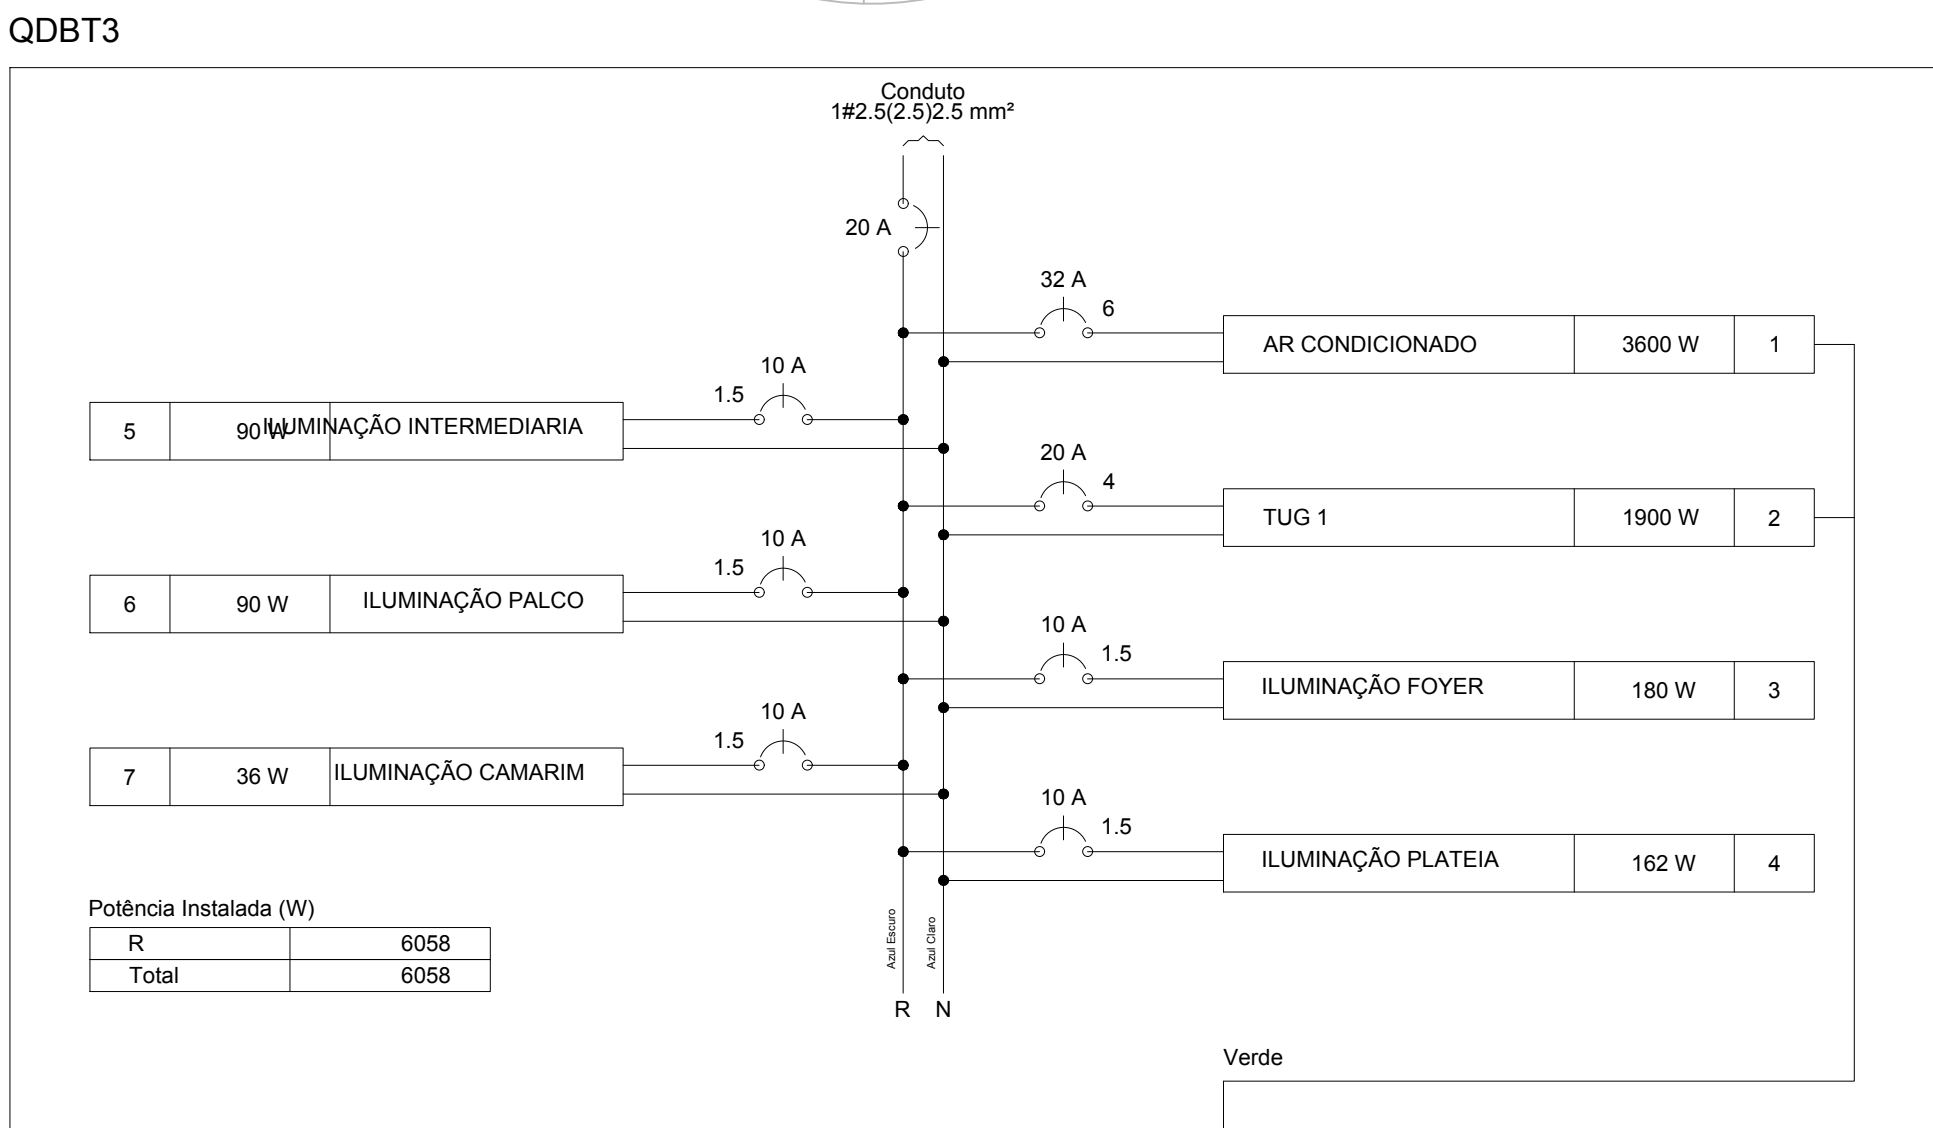 QDBT3
Conduto
1#2.5(2.5)2.5 mm²
20 A
32 A
6
AR CONDICIONADO 3600 W 1
10 A
1.5
5 90 W ILUMINAÇÃO INTERMEDIARIA
20 A
4
TUG 1 1900 W 2
10 A
1.5
6 90 W ILUMINAÇÃO PALCO
10 A
1.5
ILUMINAÇÃO FOYER 180 W 3
10 A
1.5
7 36 W ILUMINAÇÃO CAMARIM
10 A
1.5
ILUMINAÇÃO PLATEIA 162 W 4
Potência Instalada (W)
R 6058
Total 6058
Azul Escuro
Azul Claro
R N
Verde